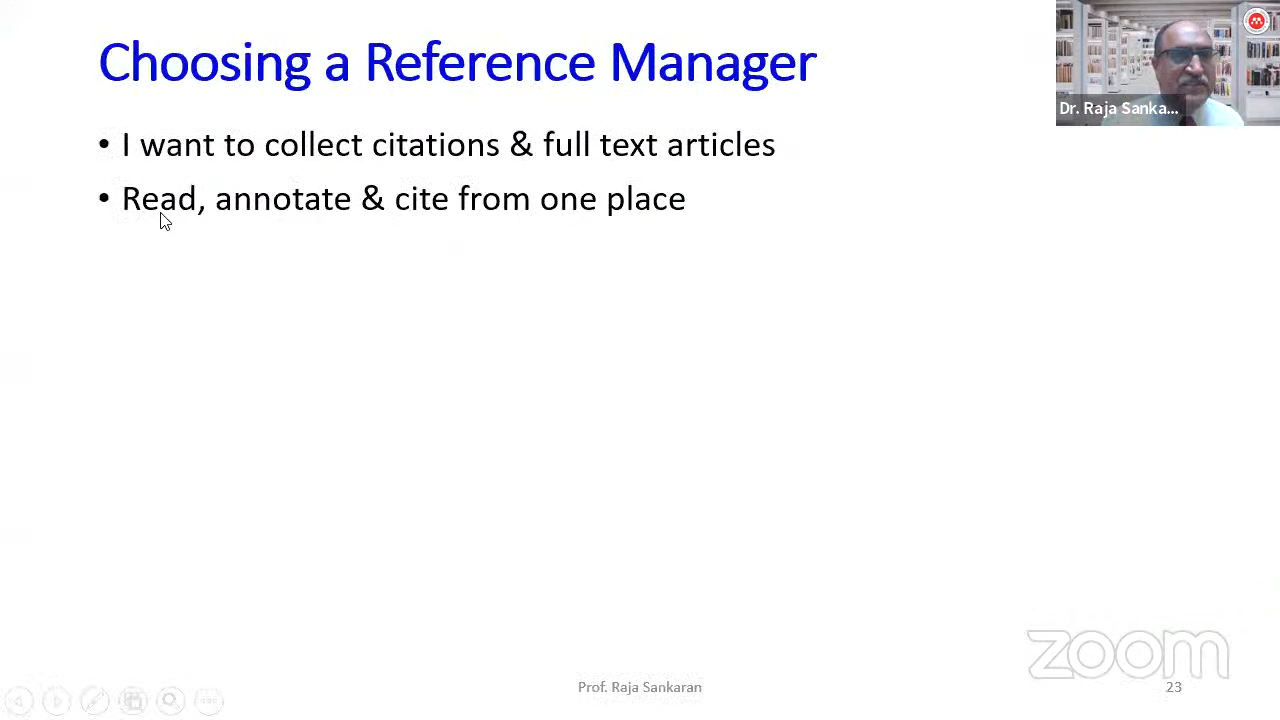 Choosing a Reference Manager
Dr. Raja Sanka...
• I want to collect citations & full text articles
• Read, annotate & cite from one place
zoom
Prof. Raja Sankaran
23